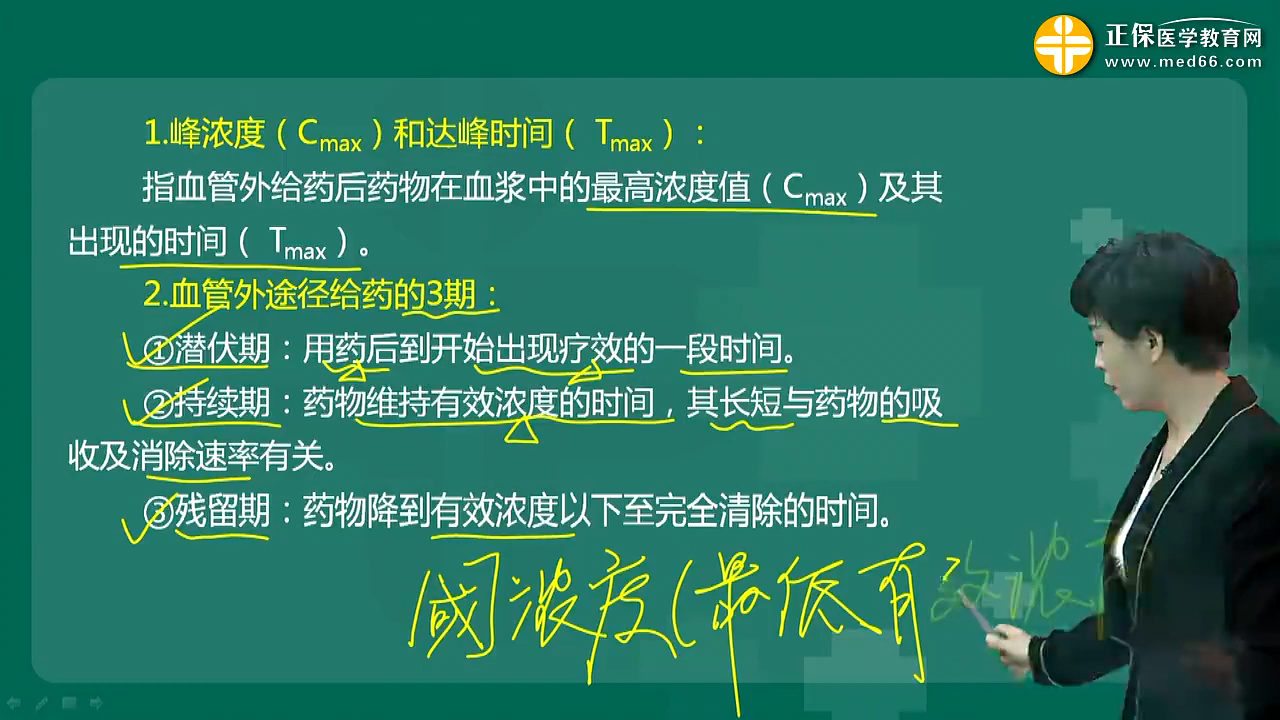 正保医学教育网
www.med66.com
1.峰浓度（Cmax）和达峰时间（ Tmax）：
指血管外给药后药物在血浆中的最高浓度值（Cmax）及其
出现的时间（ Tmax）。
2.血管外途径给药的3期：
①潜伏期：用药后到开始出现疗效的一段时间。
②持续期：药物维持有效浓度的时间，其长短与药物的吸
收及消除速率有关。
③残留期：药物降到有效浓度以下至完全清除的时间。
阈浓度(最低有效浓度